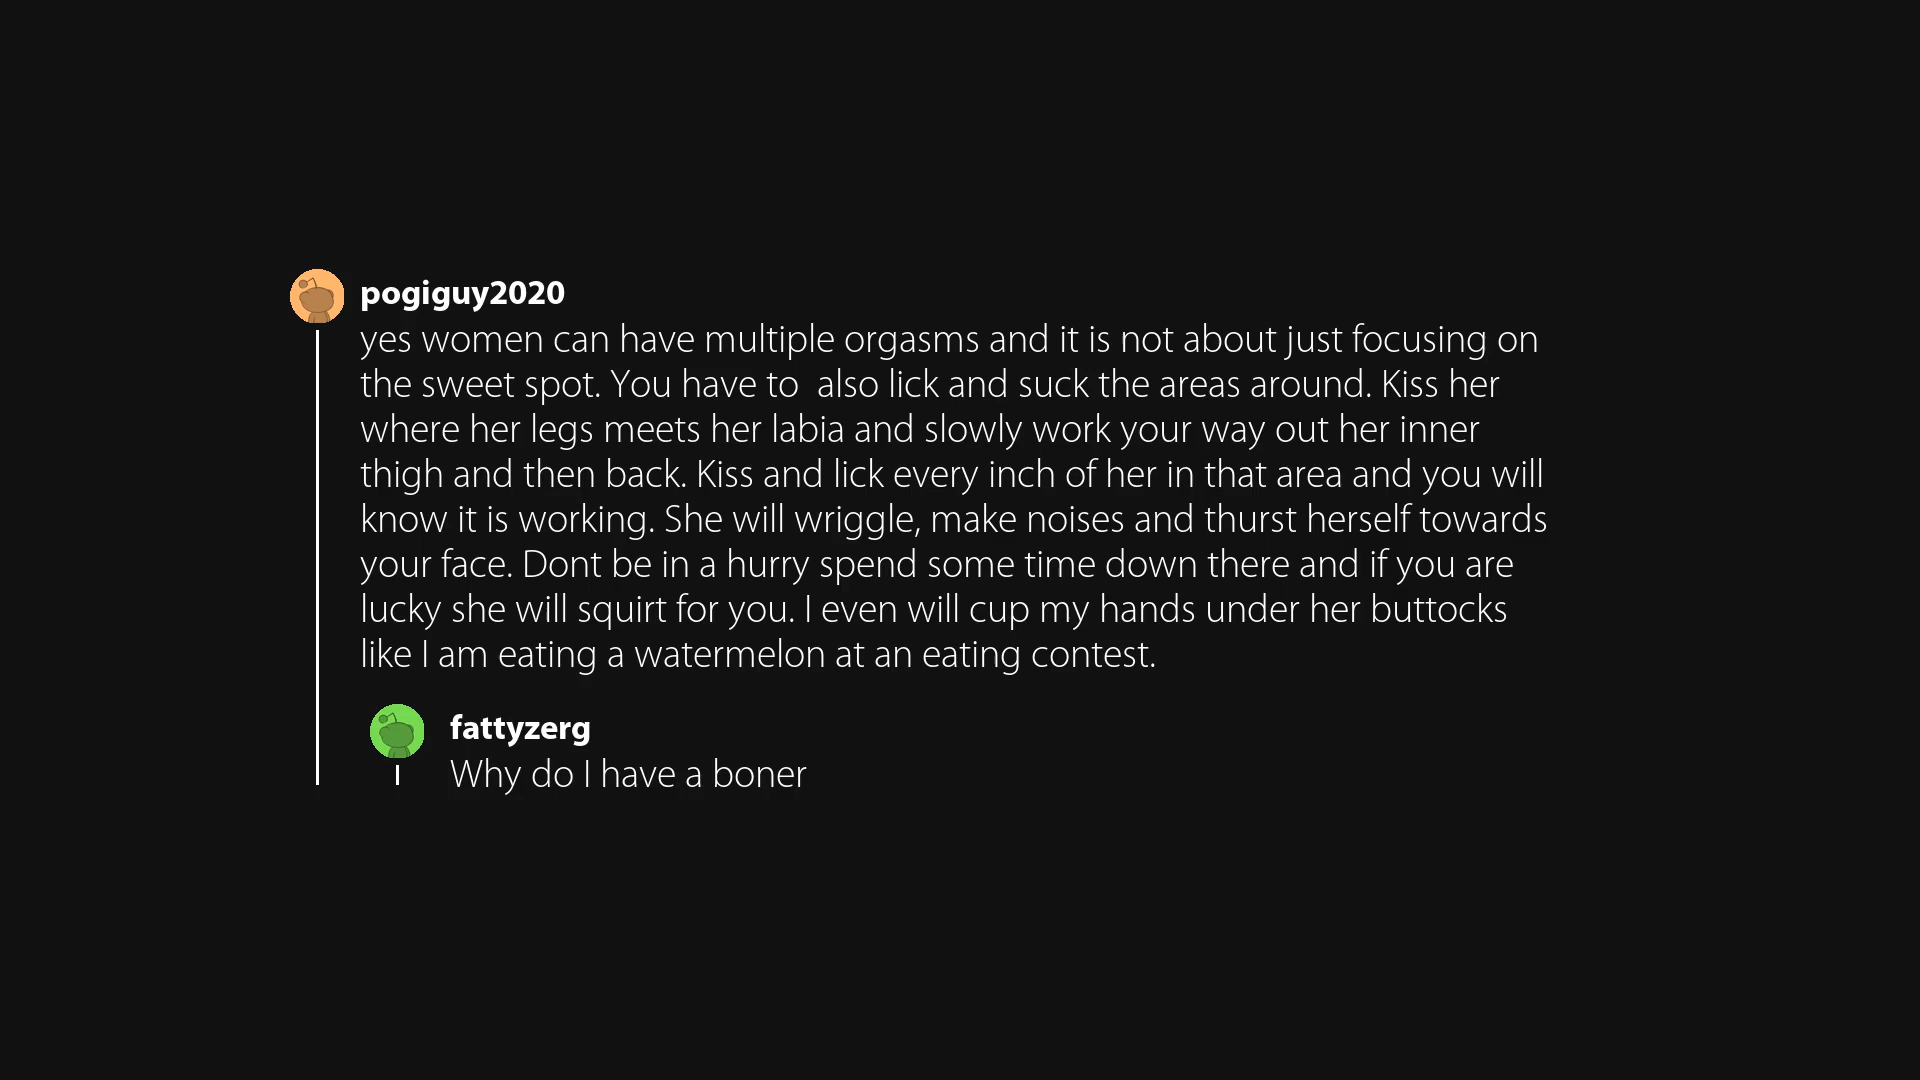 pogiguy2020
yes women can have multiple orgasms and it is not about just focusing on
the sweet spot. You have to  also lick and suck the areas around. Kiss her
where her legs meets her labia and slowly work your way out her inner
thigh and then back. Kiss and lick every inch of her in that area and you will
know it is working. She will wriggle, make noises and thurst herself towards
your face. Dont be in a hurry spend some time down there and if you are
lucky she will squirt for you. I even will cup my hands under her buttocks
like I am eating a watermelon at an eating contest.
fattyzerg
Why do I have a boner